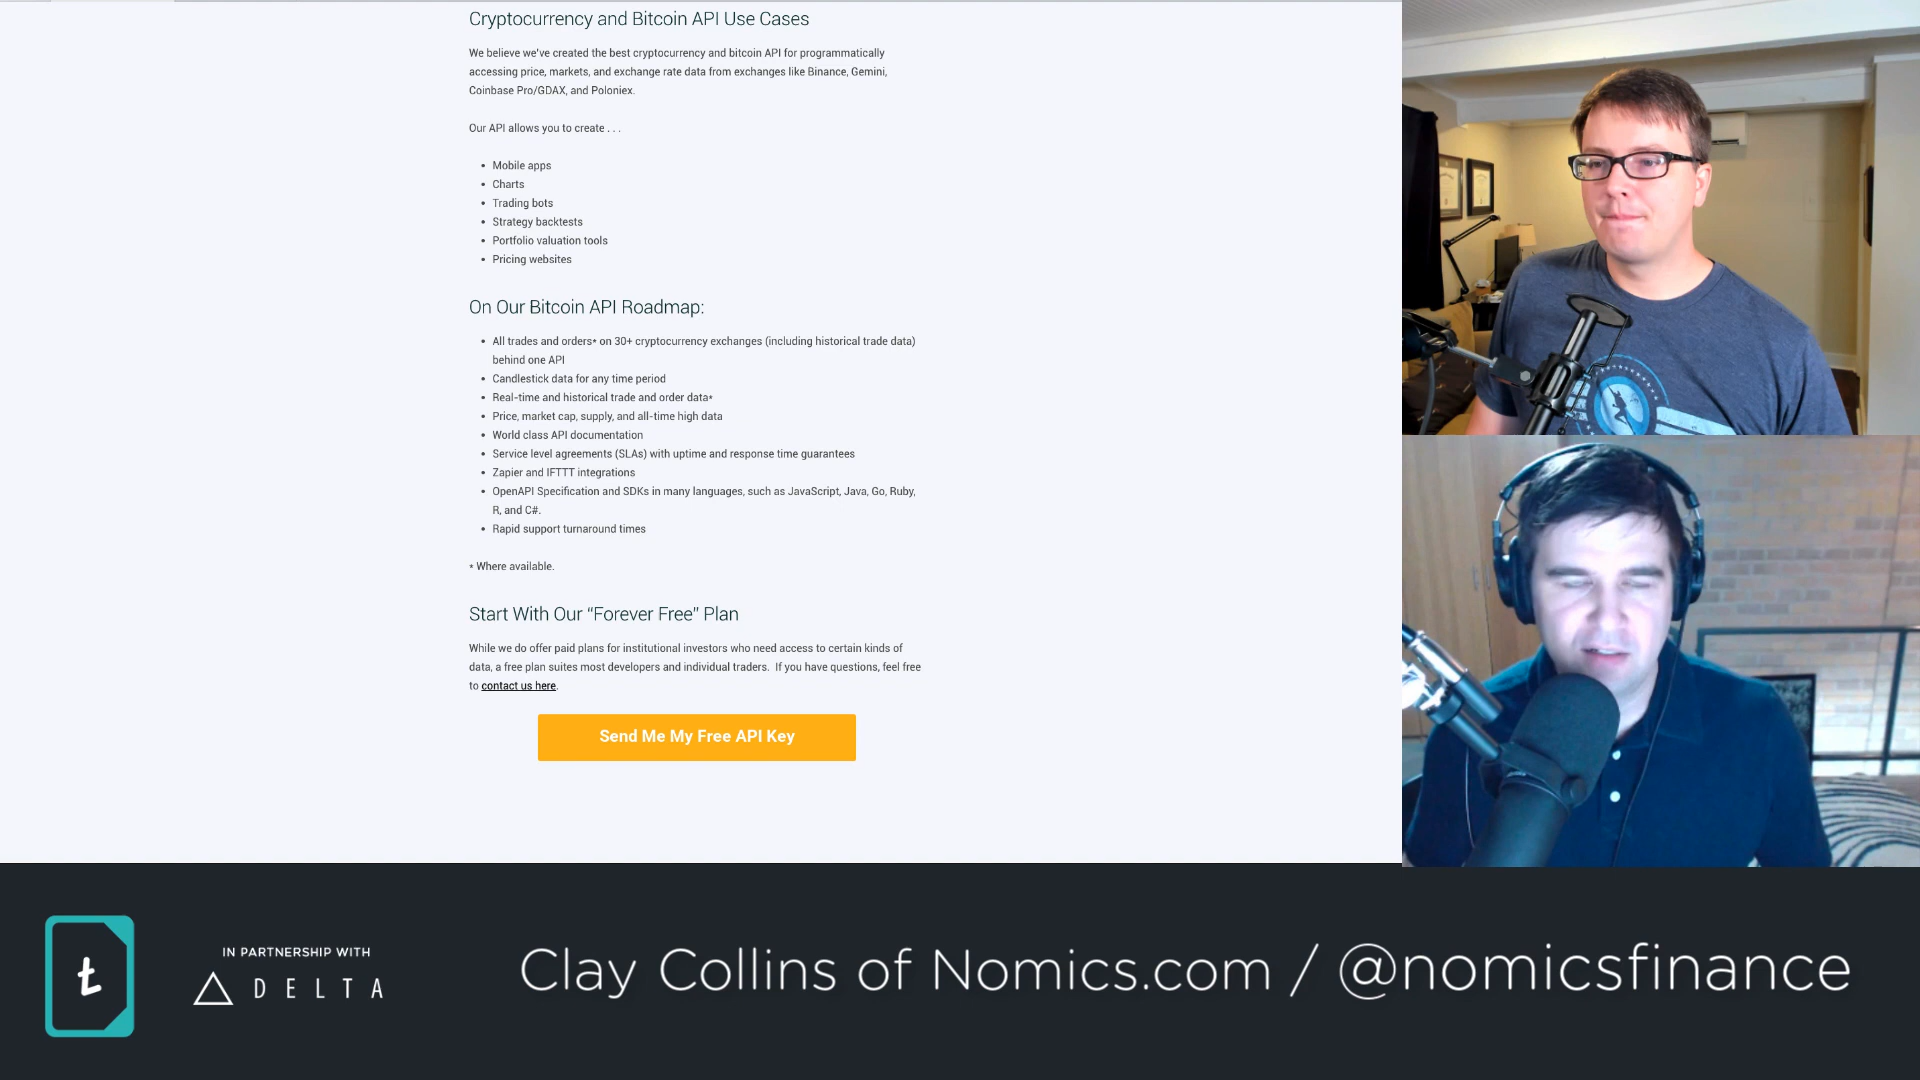 Cryptocurrency and Bitcoin API Use Cases
We believe we've created the best cryptocurrency and bitcoin API for programmatically
accessing price, markets, and exchange rate data from exchanges like Binance, Gemini,
Coinbase Pro/GDAX, and Poloniex.
Our API allows you to create . . .
• Mobile apps
• Charts
• Trading bots
• Strategy backtests
• Portfolio valuation tools
• Pricing websites
On Our Bitcoin API Roadmap:
• All trades and orders* on 30+ cryptocurrency exchanges (including historical trade data)
behind one API
• Candlestick data for any time period
• Real-time and historical trade and order data*
• Price, market cap, supply, and all-time high data
• World class API documentation
• Service level agreements (SLAs) with uptime and response time guarantees
• Zapier and IFTTT integrations
• OpenAPI Specification and SDKs in many languages, such as JavaScript, Java, Go, Ruby,
R, and C#.
• Rapid support turnaround times
* Where available.
Start With Our “Forever Free” Plan
While we do offer paid plans for institutional investors who need access to certain kinds of
data, a free plan suites most developers and individual traders. If you have questions, feel free
to contact us here.
Send Me My Free API Key
IN PARTNERSHIP WITH
DELTA
Clay Collins of Nomics.com / @nomicsfinance